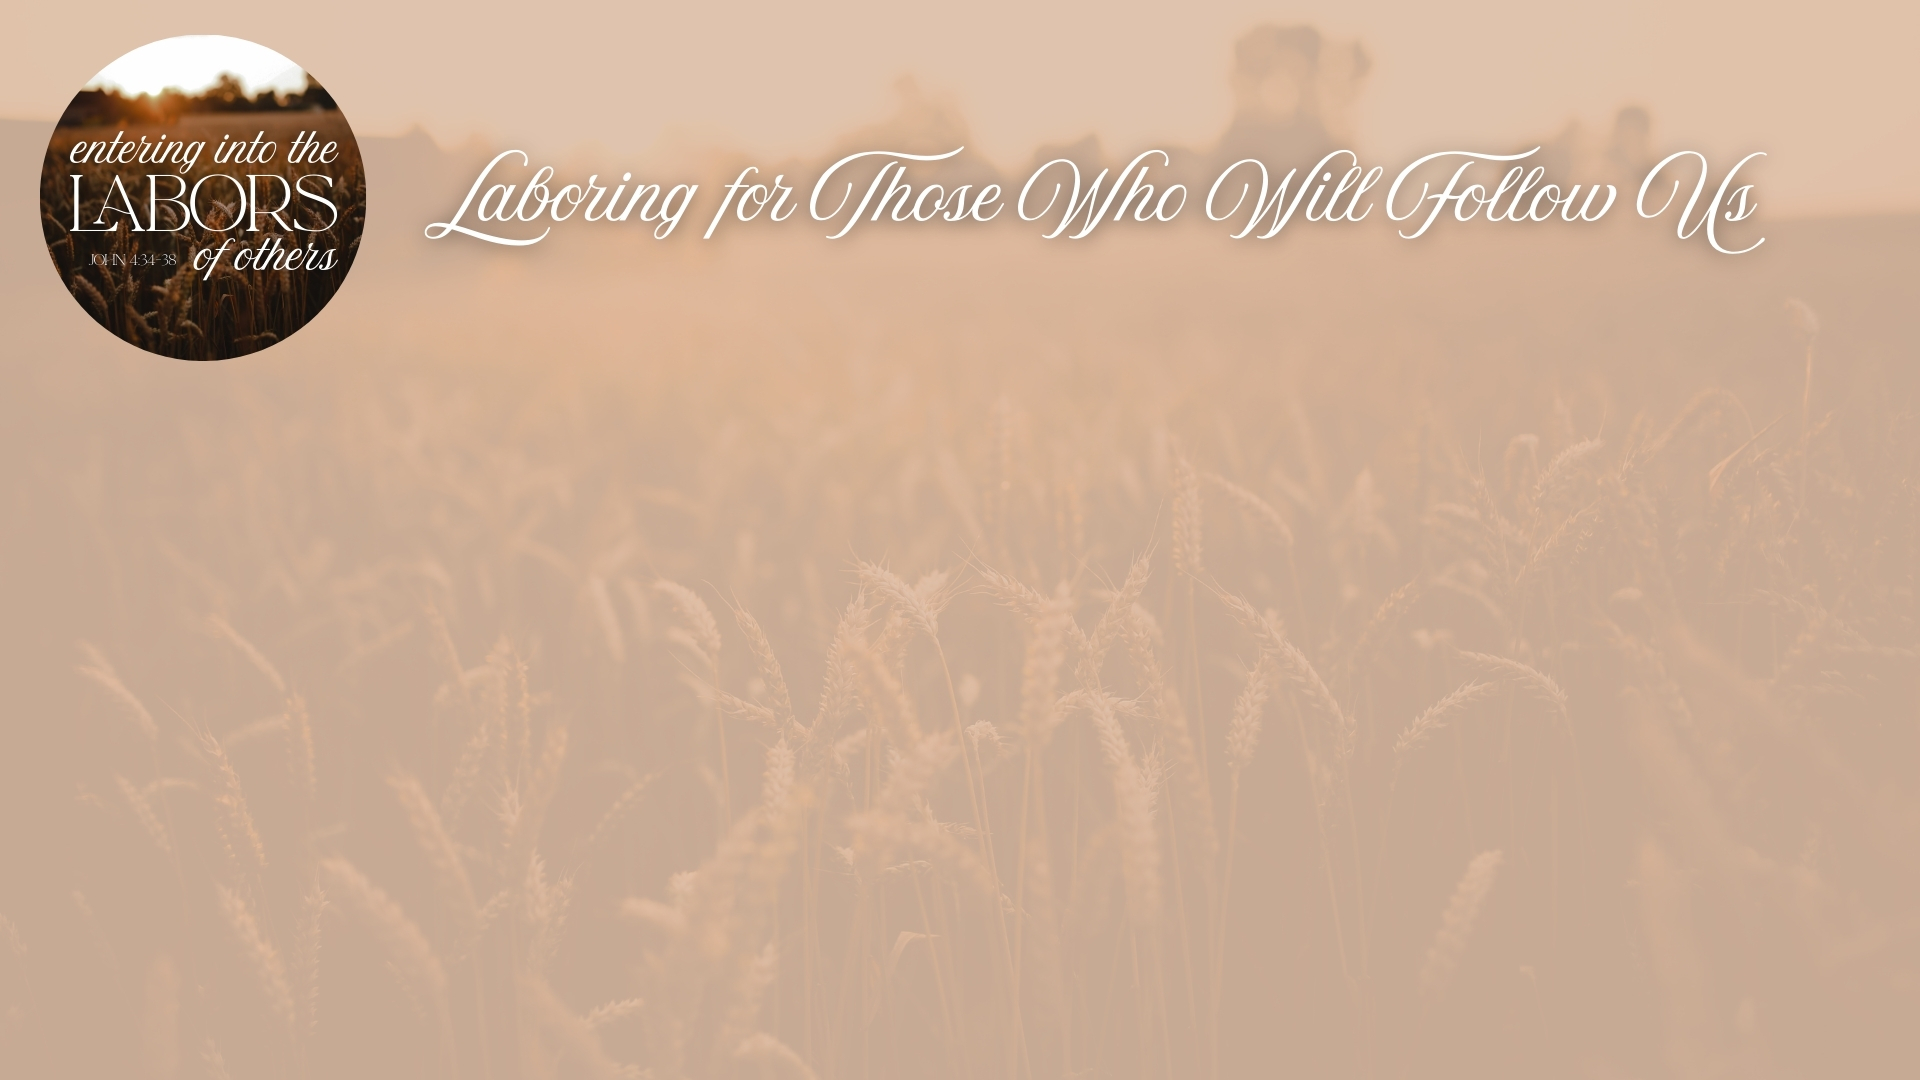 entering into the
LABORS
JOHN 4:34-38 of others
Laboring for Those Who Will Follow Us